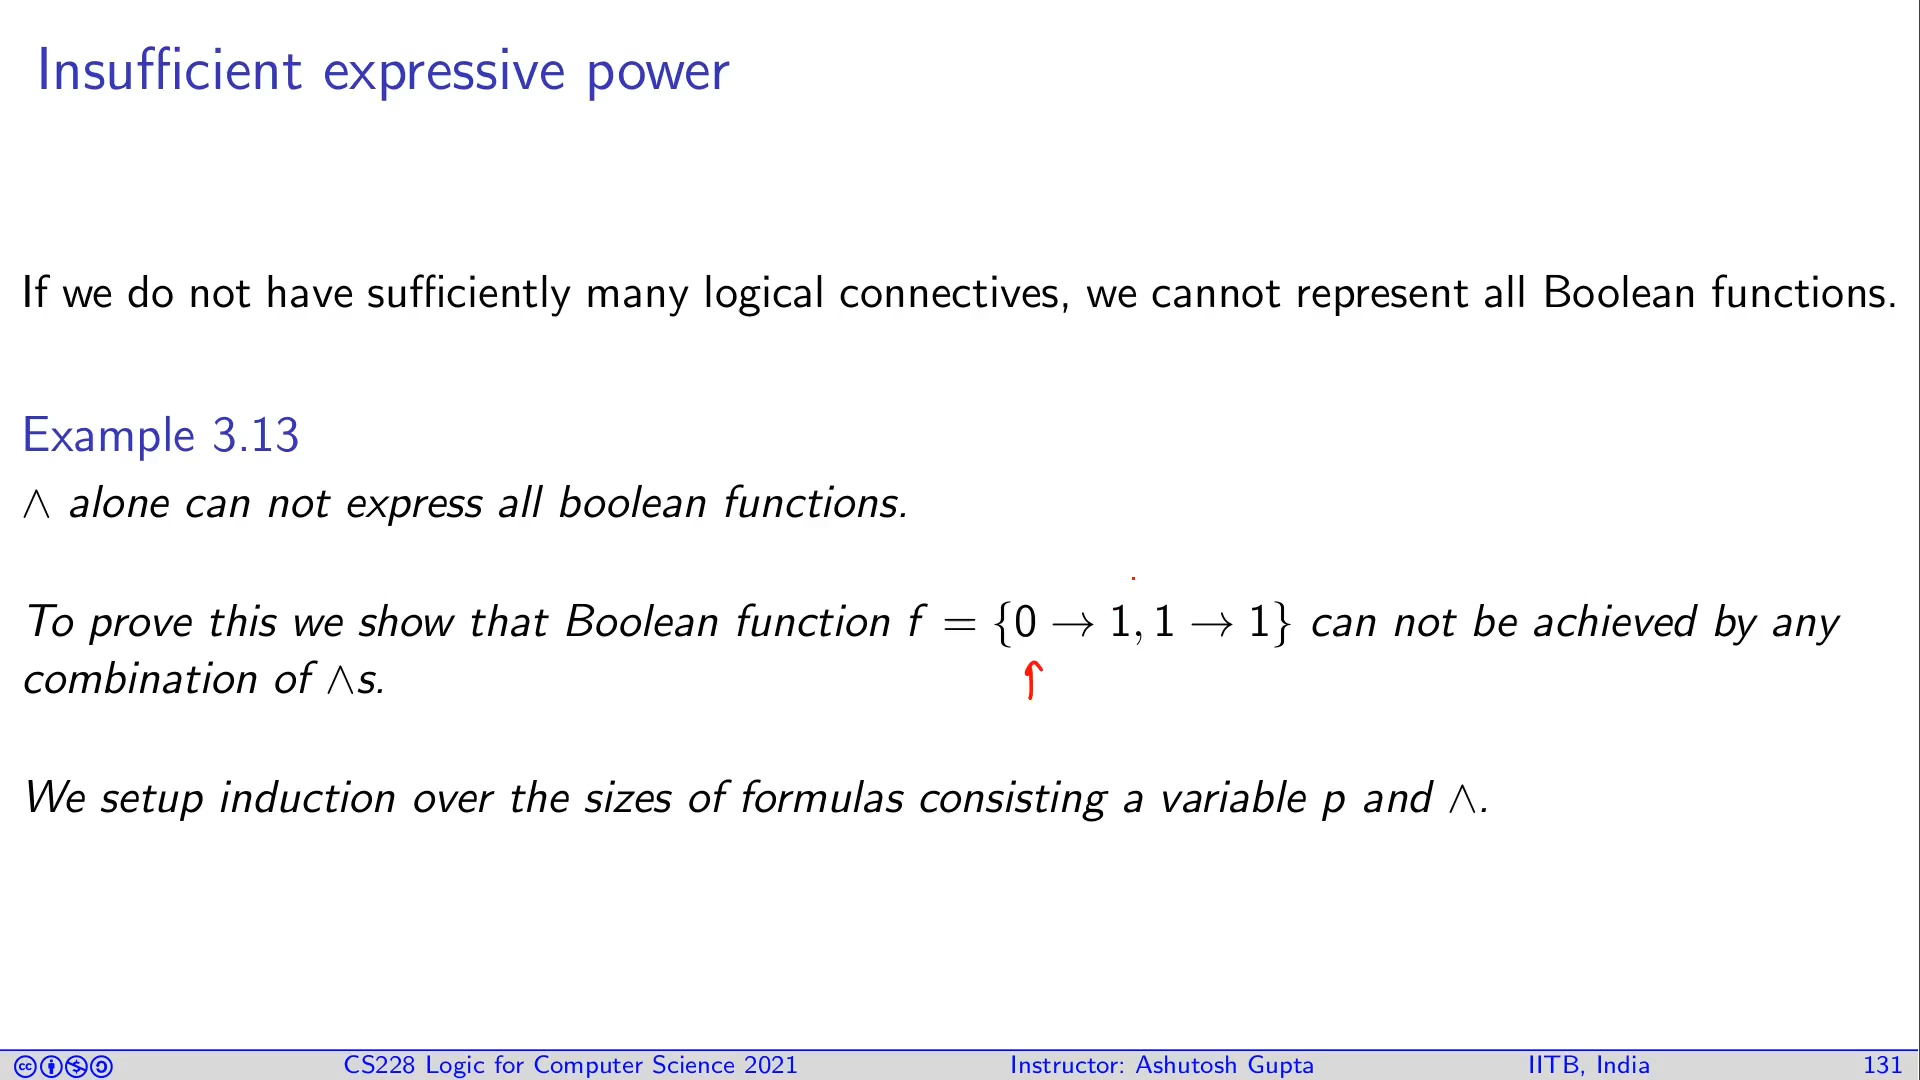 Insufficient expressive power
If we do not have sufficiently many logical connectives, we cannot represent all Boolean functions.
Example 3.13
∧ alone can not express all boolean functions.
To prove this we show that Boolean function f = {0 → 1, 1 → 1} can not be achieved by any
combination of ∧s.
We setup induction over the sizes of formulas consisting a variable p and ∧.
CS228 Logic for Computer Science 2021 Instructor: Ashutosh Gupta IITB, India 131